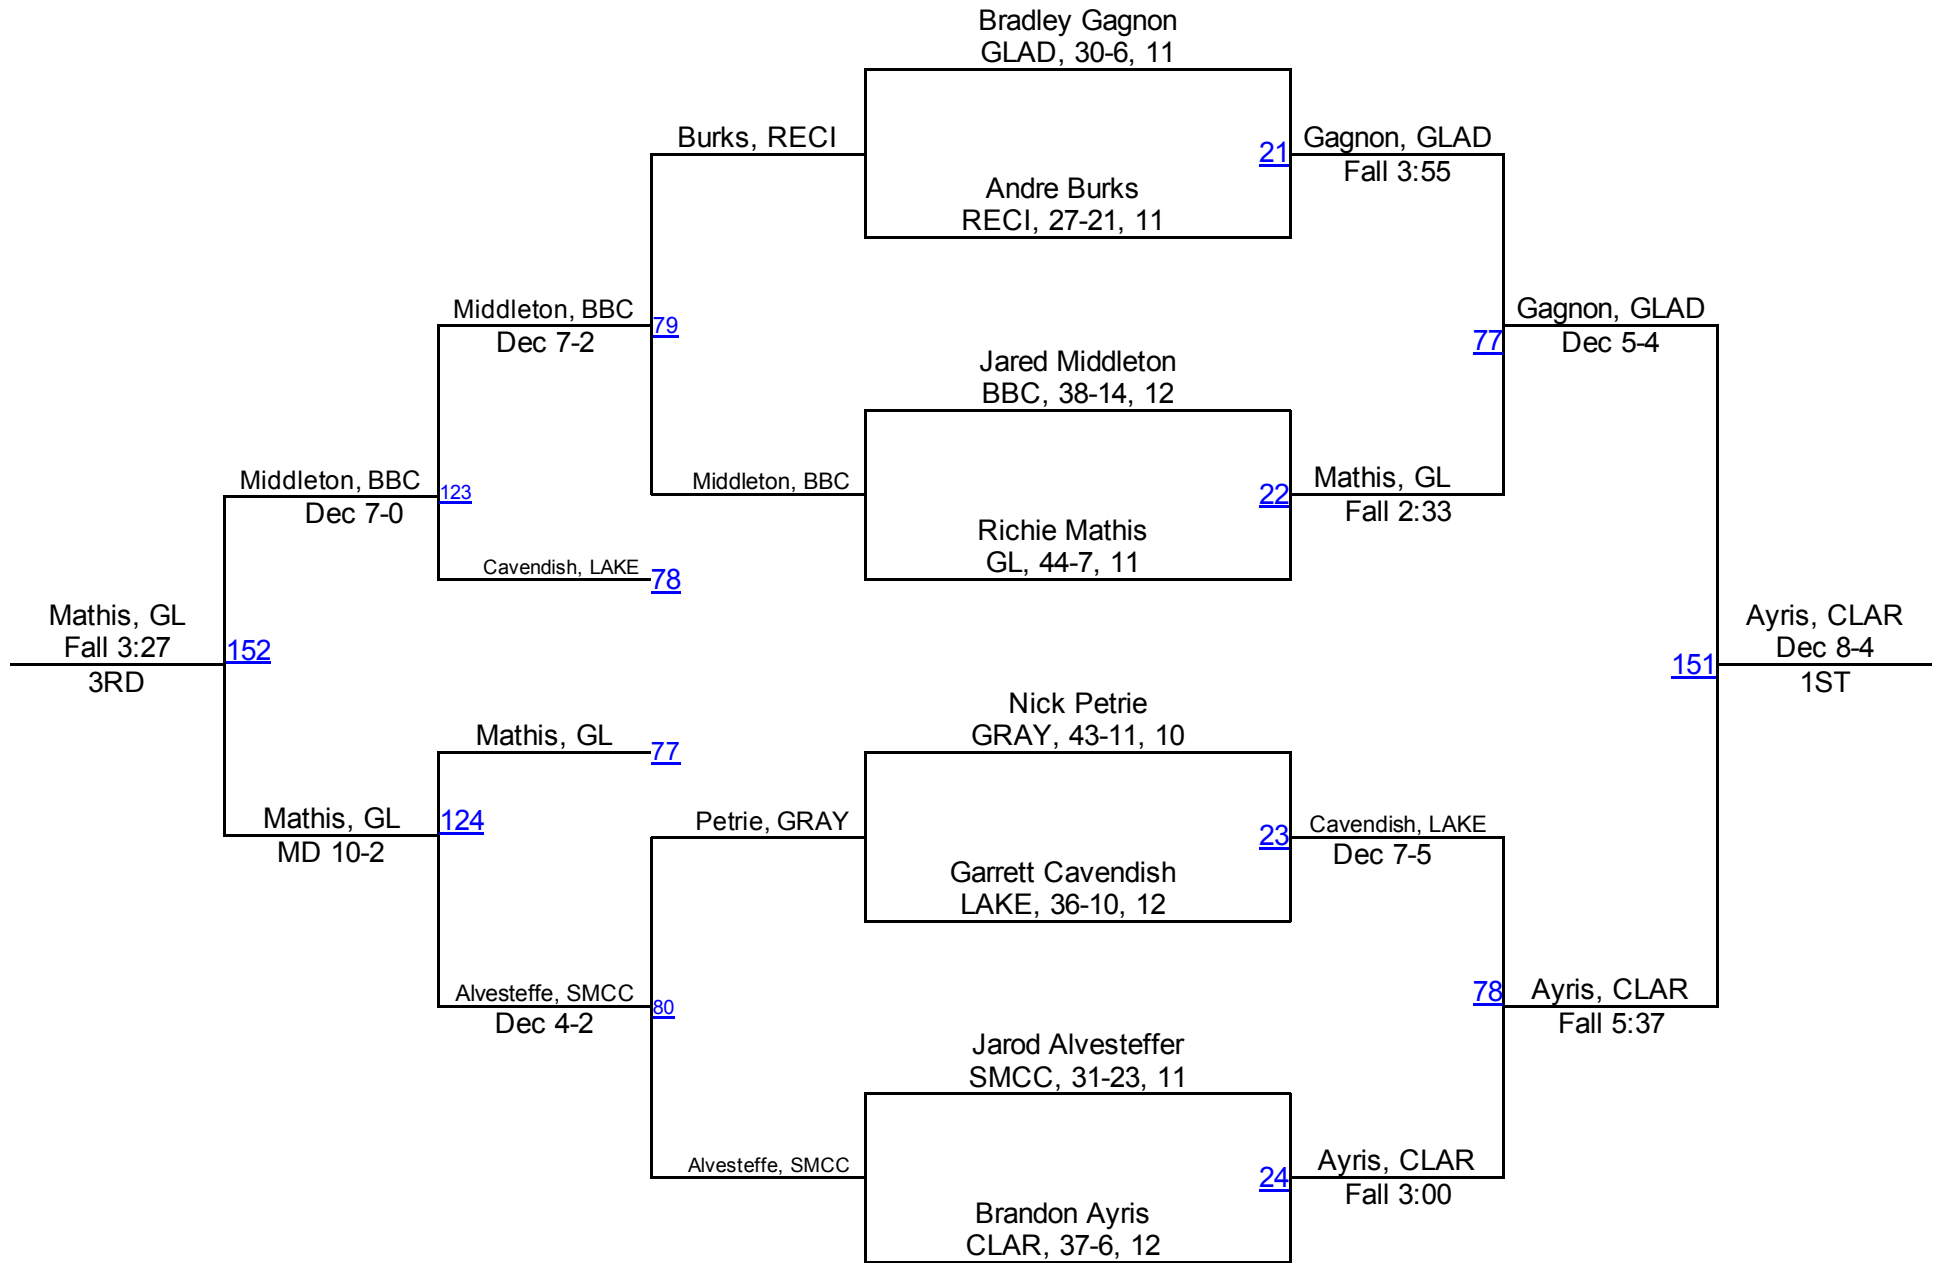 Bradley Gagnon
GLAD, 30-6, 11
Burks, RECI
21
Gagnon, GLAD
Fall 3:55
Andre Burks
RECI, 27-21, 11
Middleton, BBC
Dec 7-2
79
Gagnon, GLAD
Dec 5-4
77
Jared Middleton
BBC, 38-14, 12
Middleton, BBC
Dec 7-0
123
Middleton, BBC
22
Mathis, GL
Fall 2:33
Richie Mathis
GL, 44-7, 11
Cavendish, LAKE
78
Mathis, GL
Fall 3:27
3RD
152
Ayris, CLAR
Dec 8-4
1ST
151
Nick Petrie
GRAY, 43-11, 10
Mathis, GL
77
Mathis, GL
MD 10-2
124
Petrie, GRAY
23
Cavendish, LAKE
Dec 7-5
Garrett Cavendish
LAKE, 36-10, 12
Alvesteffe, SMCC
Dec 4-2
80
78
Ayris, CLAR
Fall 5:37
Jarod Alvesteffer
SMCC, 31-23, 11
Alvesteffe, SMCC
24
Ayris, CLAR
Fall 3:00
Brandon Ayris
CLAR, 37-6, 12